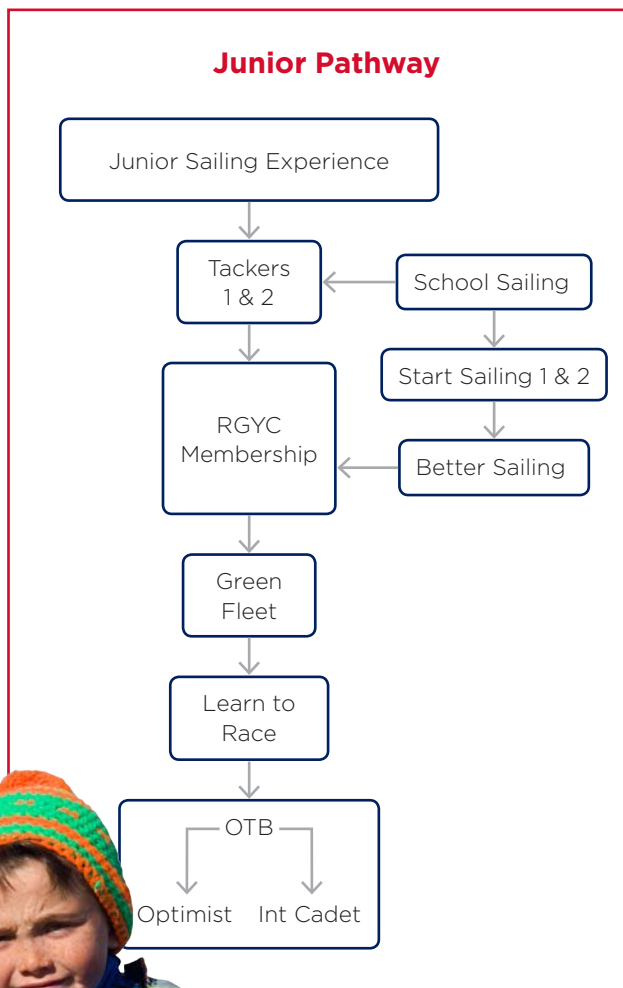 Junior Pathway
Junior Sailing Experience
Tackers
1 & 2
School Sailing
Start Sailing 1 & 2
RGYC
Membership
Better Sailing
Green
Fleet
Learn to
Race
OTB
Optimist
Int Cadet